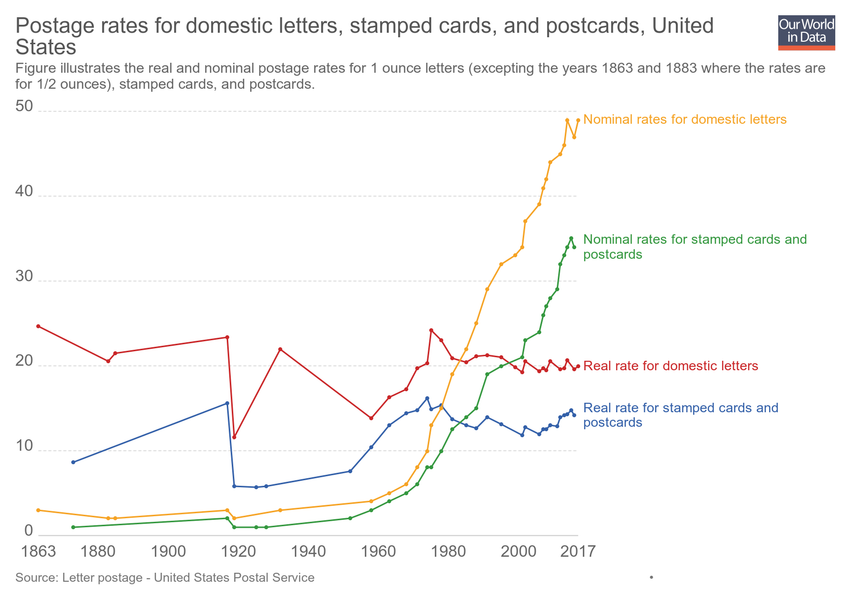 Postage rates for domestic letters, stamped cards, and postcards, United
States
Our World
in Data
Figure illustrates the real and nominal postage rates for 1 ounce letters (excepting the years 1863 and 1883 where the rates are
for 1/2 ounces), stamped cards, and postcards.
50
Nominal rates for domestic letters
40
Nominal rates for stamped cards and
postcards
30
20
Real rate for domestic letters
Real rate for stamped cards and
postcards
10
0
1863 1880 1900 1920 1940 1960 1980 2000 2017
Source: Letter postage - United States Postal Service